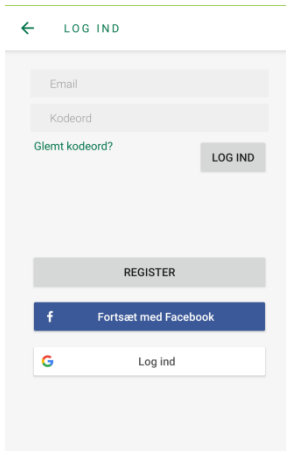 LOG IND
Email
Kodeord
Glemt kodeord?
LOG IND
REGISTER
Fortsæt med Facebook
Log ind